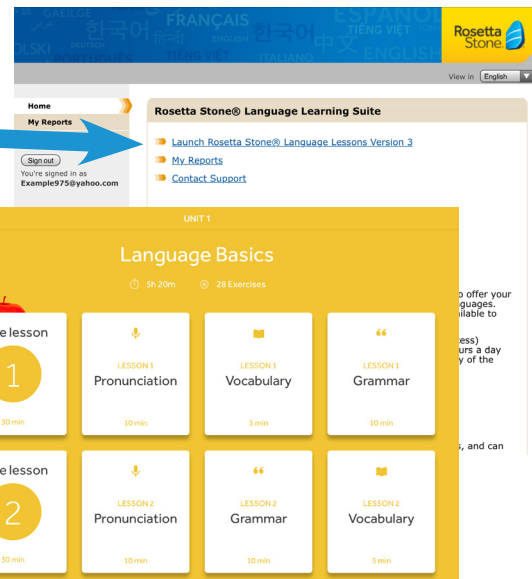 GAEILGE
FRANÇAIS
ESPAÑOL
한국어
हिन्दी
ENGLISH
한국어
TIẾNG VIỆT
OLSKI
DEUTSCH
PORTUGUÊS
TIẾNG VIỆT
ITALIANO
中文
ENGLISH
Rosetta
Stone
View in English
Home
My Reports
Sign out
You're signed in as
Example975@yahoo.com
Rosetta Stone® Language Learning Suite
Launch Rosetta Stone® Language Lessons Version 3
My Reports
Contact Support
UNIT 1
Language Basics
5h 20m 28 Exercises
o offer your
guages.
ilable to
ess)
urs a day
y of the
s, and can
e lesson
1
30 min
LESSON 1
Pronunciation
10 min
LESSON 1
Vocabulary
5 min
LESSON 1
Grammar
10 min
e lesson
2
30 min
LESSON 2
Pronunciation
10 min
LESSON 2
Grammar
10 min
LESSON 2
Vocabulary
5 min